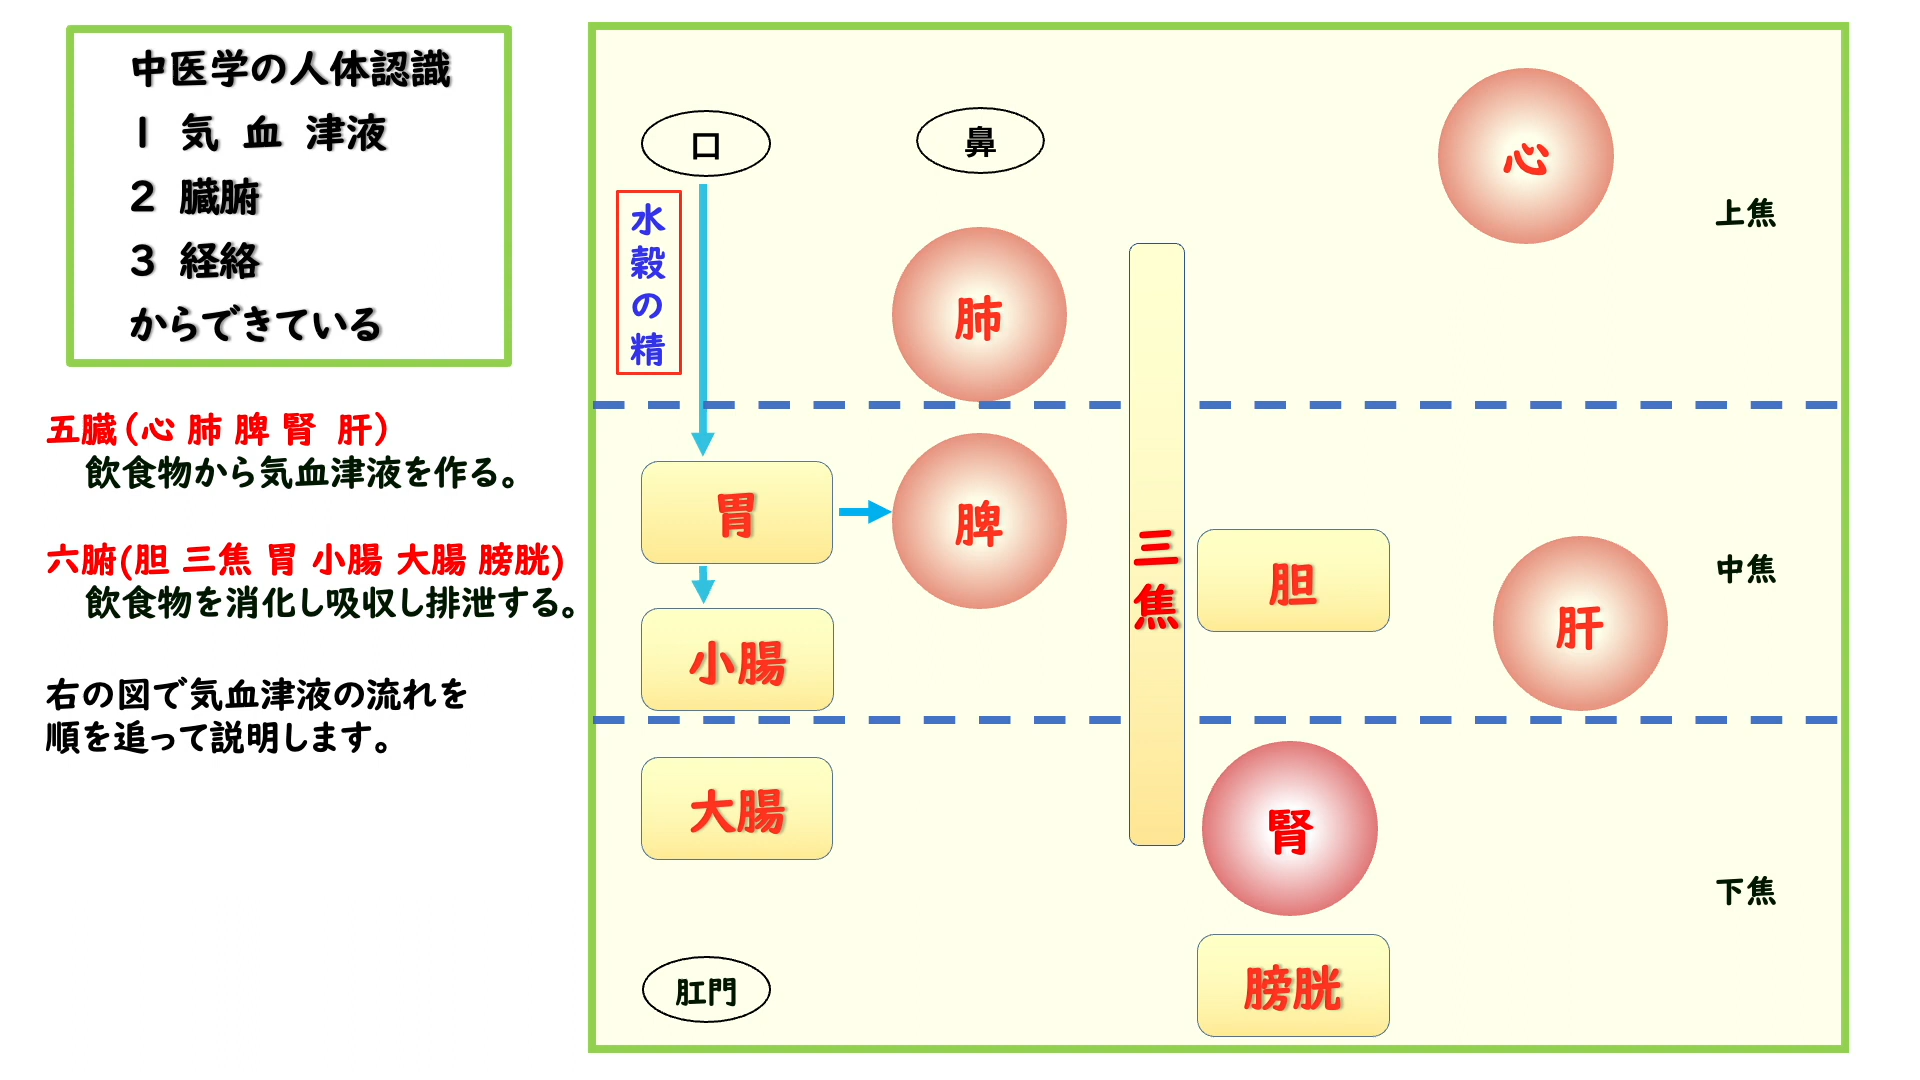 中医学の人体認識
1 気 血 津液
2 臓腑
3 経絡
からできている
五臓(心 肺 脾 腎 肝)
飲食物から気血津液を作る。
六腑(胆 三焦 胃 小腸 大腸 膀胱)
飲食物を消化し吸収し排泄する。
右の図で気血津液の流れを
順を追って説明します。
口
鼻
心
水穀の精
上焦
肺
胃
脾
三焦
胆
中焦
肝
小腸
大腸
腎
下焦
肛門
膀胱